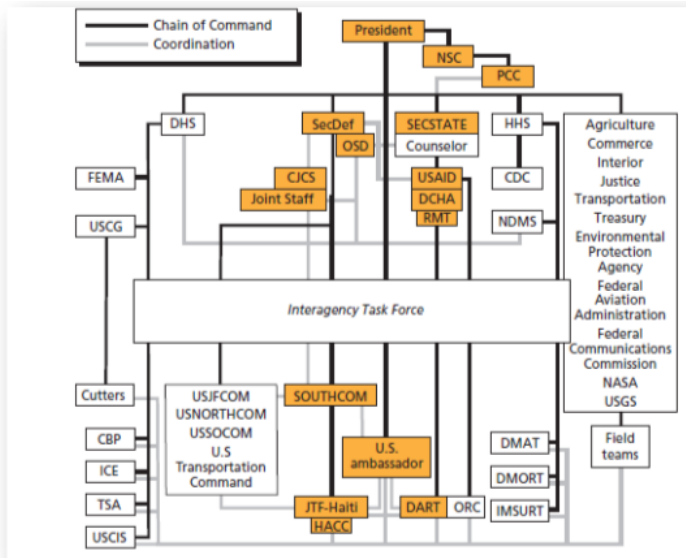 Chain of Command
Coordination
President
NSC
PCC
DHS
SecDef
OSD
SECSTATE
Counselor
HHS
Agriculture
Commerce
Interior
Justice
Transportation
Treasury
Environmental
Protection
Agency
Federal
Aviation
Administration
Federal
Communications
Commission
NASA
USGS
FEMA
CJCS
Joint Staff
USAID
DCHA
RMT
CDC
USCG
NDMS
Interagency Task Force
Cutters
USJFCOM
USNORTHCOM
USSOCOM
U.S
Transportation
Command
SOUTHCOM
U.S.
ambassador
CBP
ICE
TSA
USCIS
JTF-Haiti
HACC
DART
ORC
DMAT
DMORT
IMSURT
Field
teams